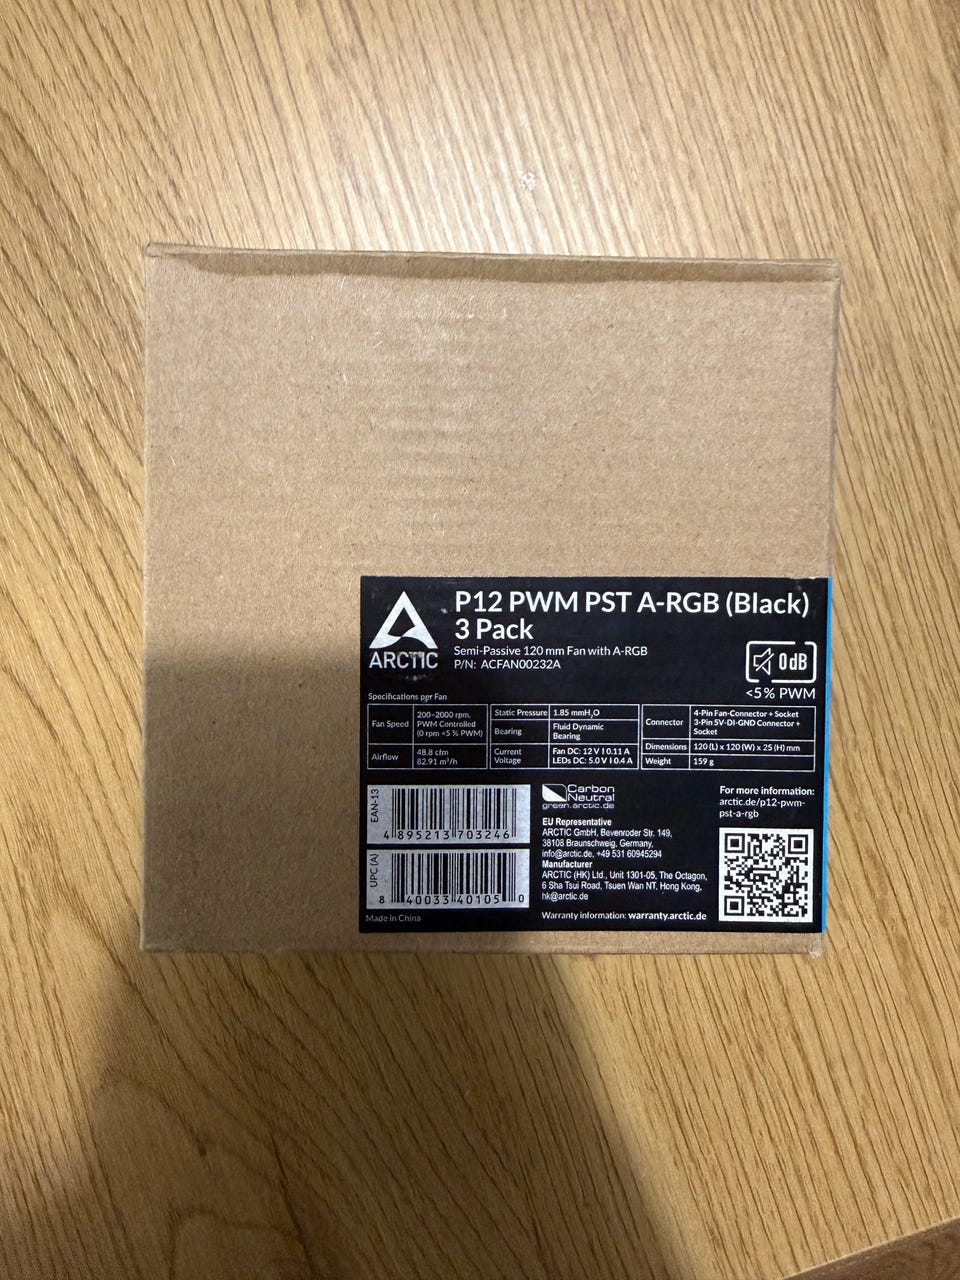 ARCTIC
P12 PWM PST A-RGB (Black)
3 Pack
Semi-Passive 120 mm Fan with A-RGB
P/N: ACFAN00232A
0 dB
<5 % PWM
Specifications per Fan
Fan Speed
200–2000 rpm,
PWM Controlled
(0 rpm <5 % PWM)
Airflow
48.8 cfm
82.91 m³/h
Static Pressure
1.85 mmH₂O
Bearing
Fluid Dynamic
Bearing
Current
Voltage
Fan DC: 12 V I 0.11 A
LEDs DC: 5.0 V I 0.4 A
Connector
4-Pin Fan-Connector + Socket
3-Pin 5V-DI-GND Connector +
Socket
Dimensions
120 (L) x 120 (W) x 25 (H) mm
Weight
159 g
EAN-13
4 895213 703246
UPC (A)
8 40033 40105 0
Made in China
Carbon
Neutral
green.arctic.de
EU Representative
ARCTIC GmbH, Bevenroder Str. 149,
38108 Braunschweig, Germany,
info@arctic.de, +49 531 60945294
Manufacturer
ARCTIC (HK) Ltd., Unit 1301-05, The Octagon,
6 Sha Tsui Road, Tsuen Wan NT, Hong Kong,
hk@arctic.de
Warranty information: warranty.arctic.de
For more information:
arctic.de/p12-pwm-
pst-a-rgb